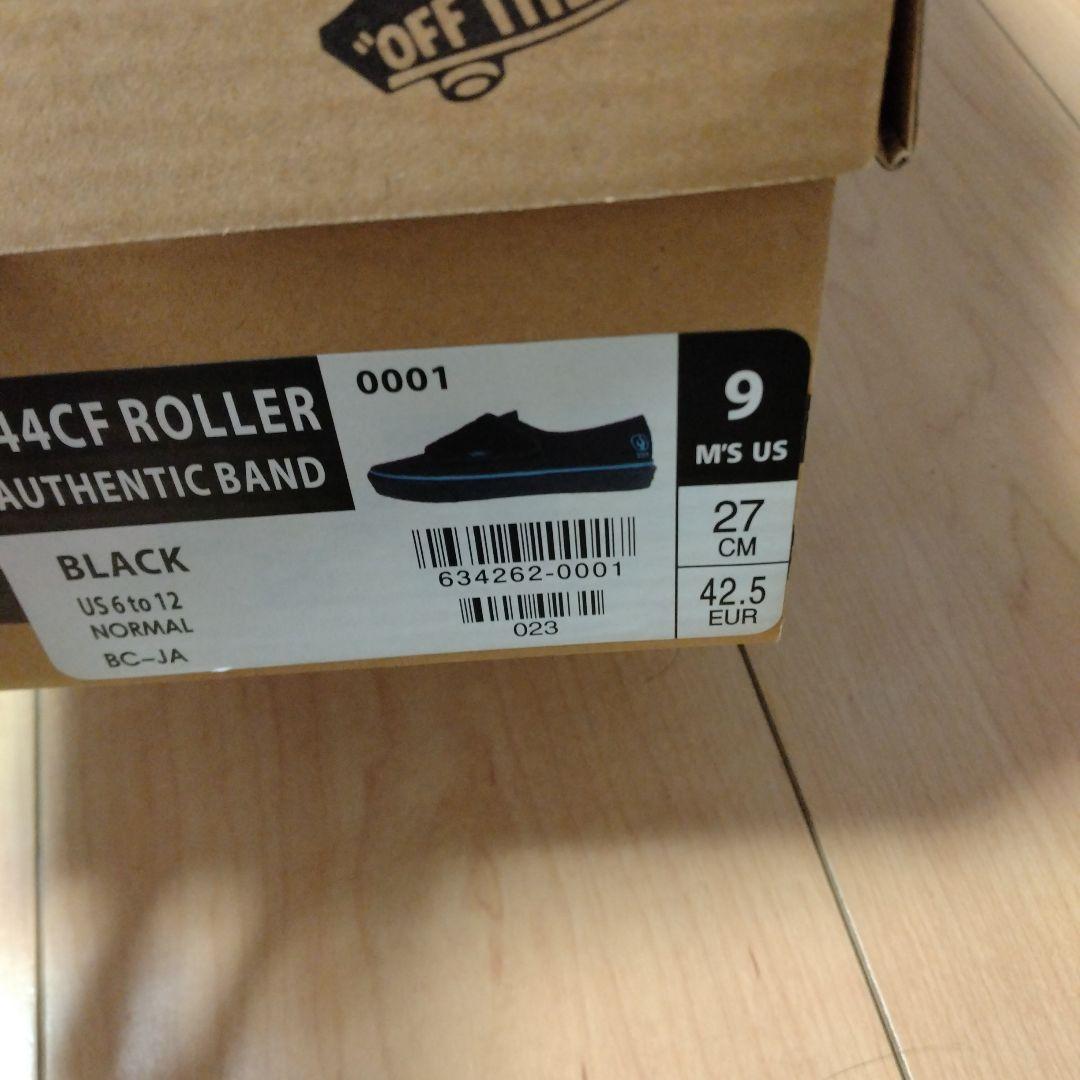 "OFF THE
44CF ROLLER
AUTHENTIC BAND
0001
BLACK
US 6 to 12
NORMAL
BC-JA
634262-0001
023
9
M'S US
27
CM
42.5
EUR